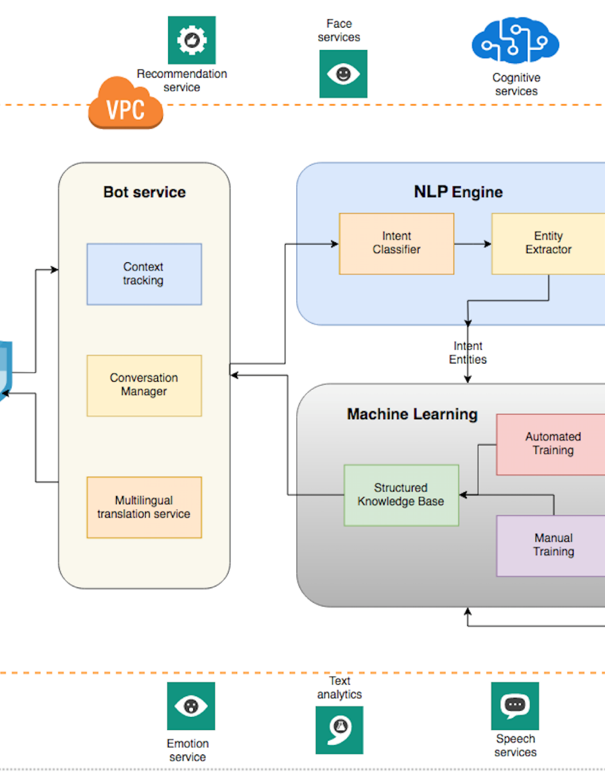 Recommendation
service
Face
services
Cognitive
services
VPC
Bot service
Context
tracking
Conversation
Manager
Multilingual
translation service
NLP Engine
Intent
Classifier
Entity
Extractor
Intent
Entities
Machine Learning
Structured
Knowledge Base
Automated
Training
Manual
Training
Emotion
service
Text
analytics
Speech
services